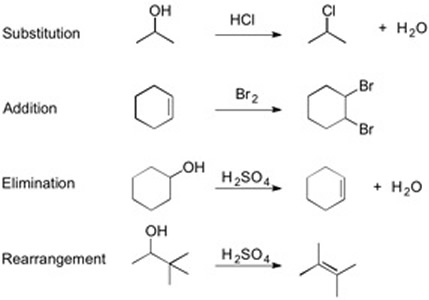 OH
HCl
Cl
Substitution
+ H₂O
Addition
Br₂
Br
Br
OH
Elimination
H₂SO₄
+ H₂O
OH
Rearrangement
H₂SO₄